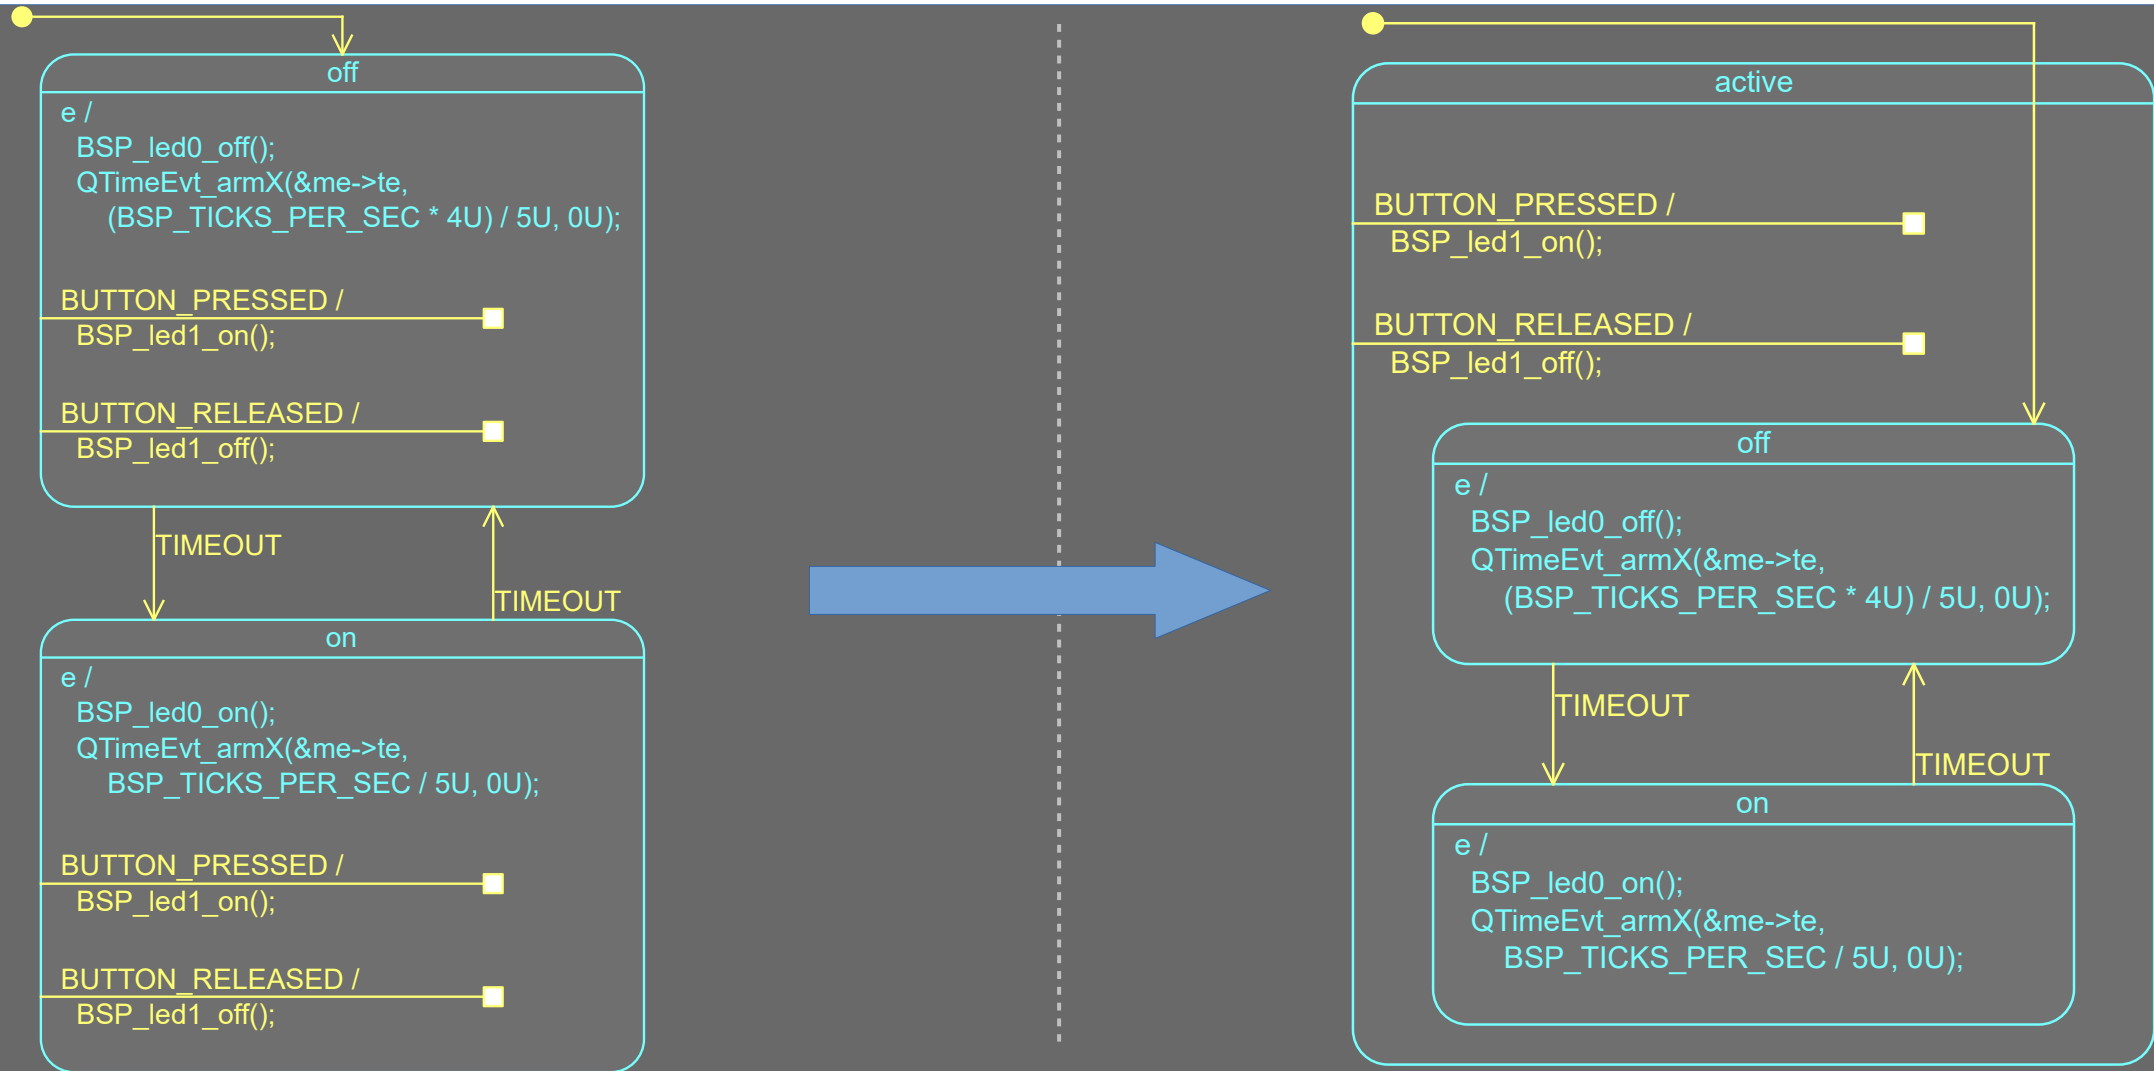 off
e /
BSP_led0_off();
QTimeEvt_armX(&me->te,
(BSP_TICKS_PER_SEC * 4U) / 5U, 0U);
BUTTON_PRESSED /
BSP_led1_on();
BUTTON_RELEASED /
BSP_led1_off();
TIMEOUT
TIMEOUT
on
e /
BSP_led0_on();
QTimeEvt_armX(&me->te,
BSP_TICKS_PER_SEC / 5U, 0U);
BUTTON_PRESSED /
BSP_led1_on();
BUTTON_RELEASED /
BSP_led1_off();
active
BUTTON_PRESSED /
BSP_led1_on();
BUTTON_RELEASED /
BSP_led1_off();
off
e /
BSP_led0_off();
QTimeEvt_armX(&me->te,
(BSP_TICKS_PER_SEC * 4U) / 5U, 0U);
TIMEOUT
TIMEOUT
on
e /
BSP_led0_on();
QTimeEvt_armX(&me->te,
BSP_TICKS_PER_SEC / 5U, 0U);